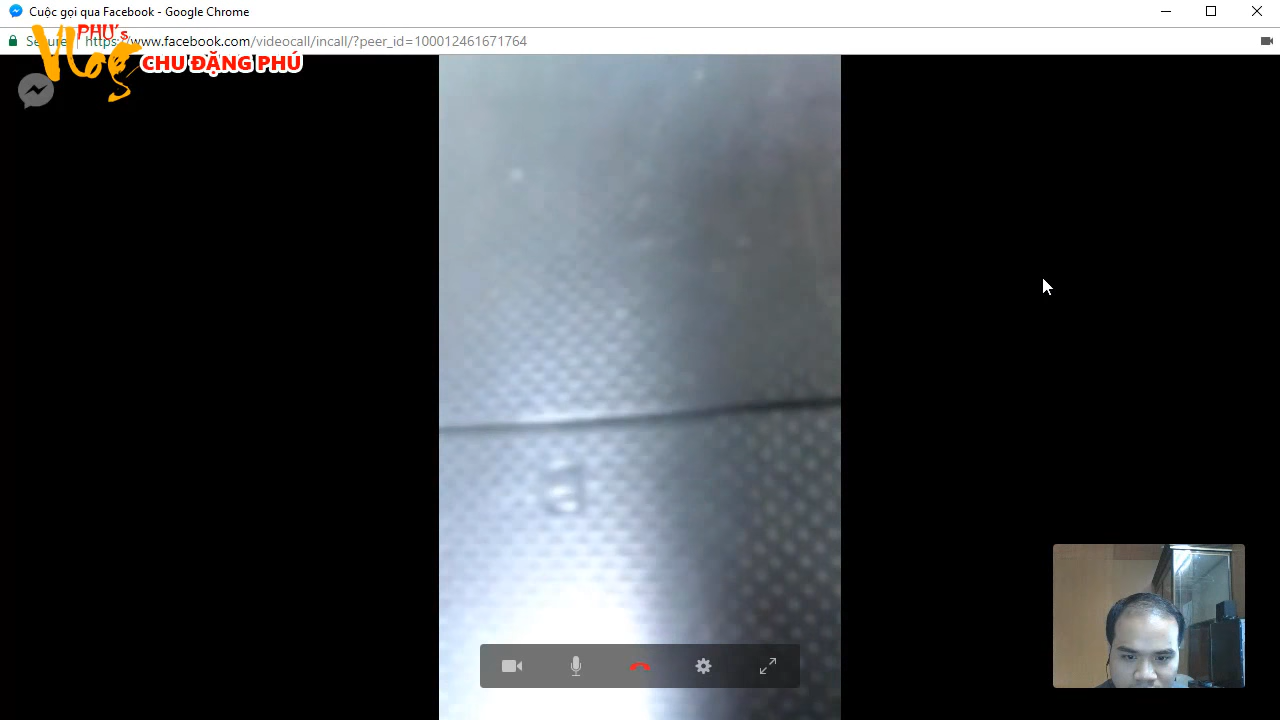 Cuộc gọi qua Facebook - Google Chrome
Secure
https://www.facebook.com/videocall/incall/?peer_id=100012461671764
PHÚ's
Vlogs
CHU ĐẶNG PHÚ